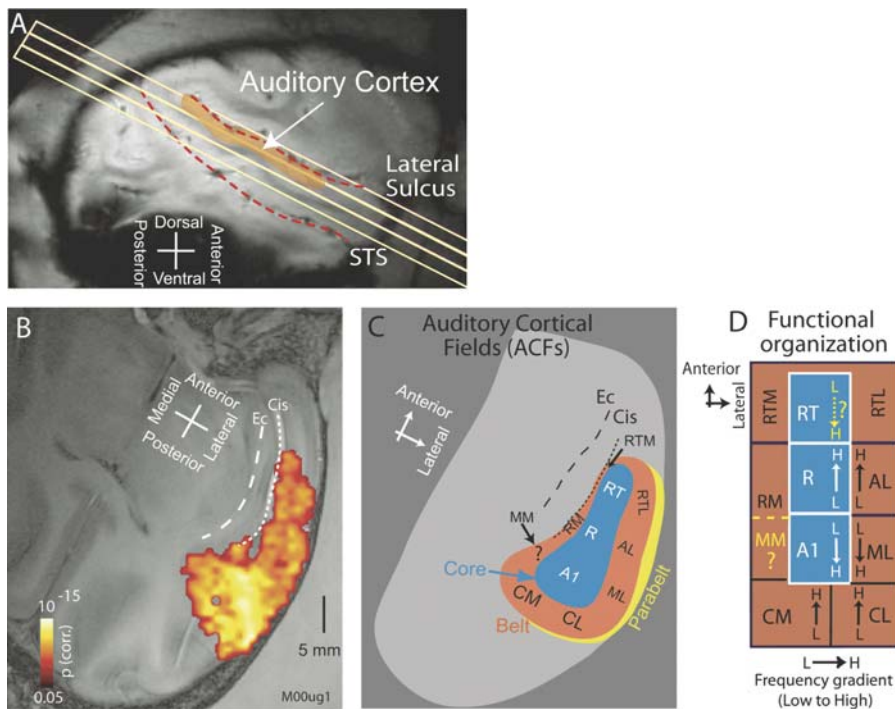 A
Auditory Cortex
Lateral
Sulcus
STS
Dorsal
Posterior
Anterior
Ventral
B
Ec
Cis
Medial
Anterior
Posterior
Lateral
10 -15
p (corr.)
0.05
5 mm
M00ug1
C
Auditory Cortical
Fields (ACFs)
Anterior
Lateral
Ec
Cis
RTM
RT
RTL
MM
RM
R
AL
?
A1
ML
Core
CM
CL
Belt
Parabelt
D
Functional
organization
Anterior
Lateral
RTM
RT
L
?
H
RTL
RM
R
H
L
H
L
AL
MM
?
A1
L
H
L
H
ML
CM
H
L
H
L
CL
L H
Frequency gradient
(Low to High)